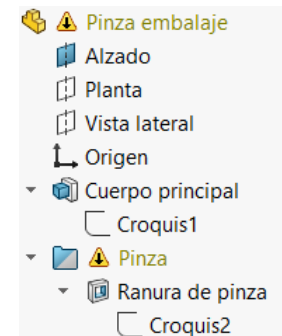 Pinza embalaje
Alzado
Planta
Vista lateral
Origen
Cuerpo principal
Croquis1
Pinza
Ranura de pinza
Croquis2